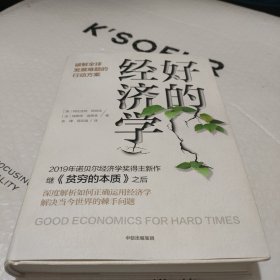 K'SOFF
破解全球
发展难题的
行动方案
好的
经济学
2019年诺贝尔经济学奖得主新作
继《贫穷的本质》之后
深度解析如何正确运用经济学
解决当今世界的棘手问题
GOOD ECONOMICS FOR HARD TIMES
中信出版集团